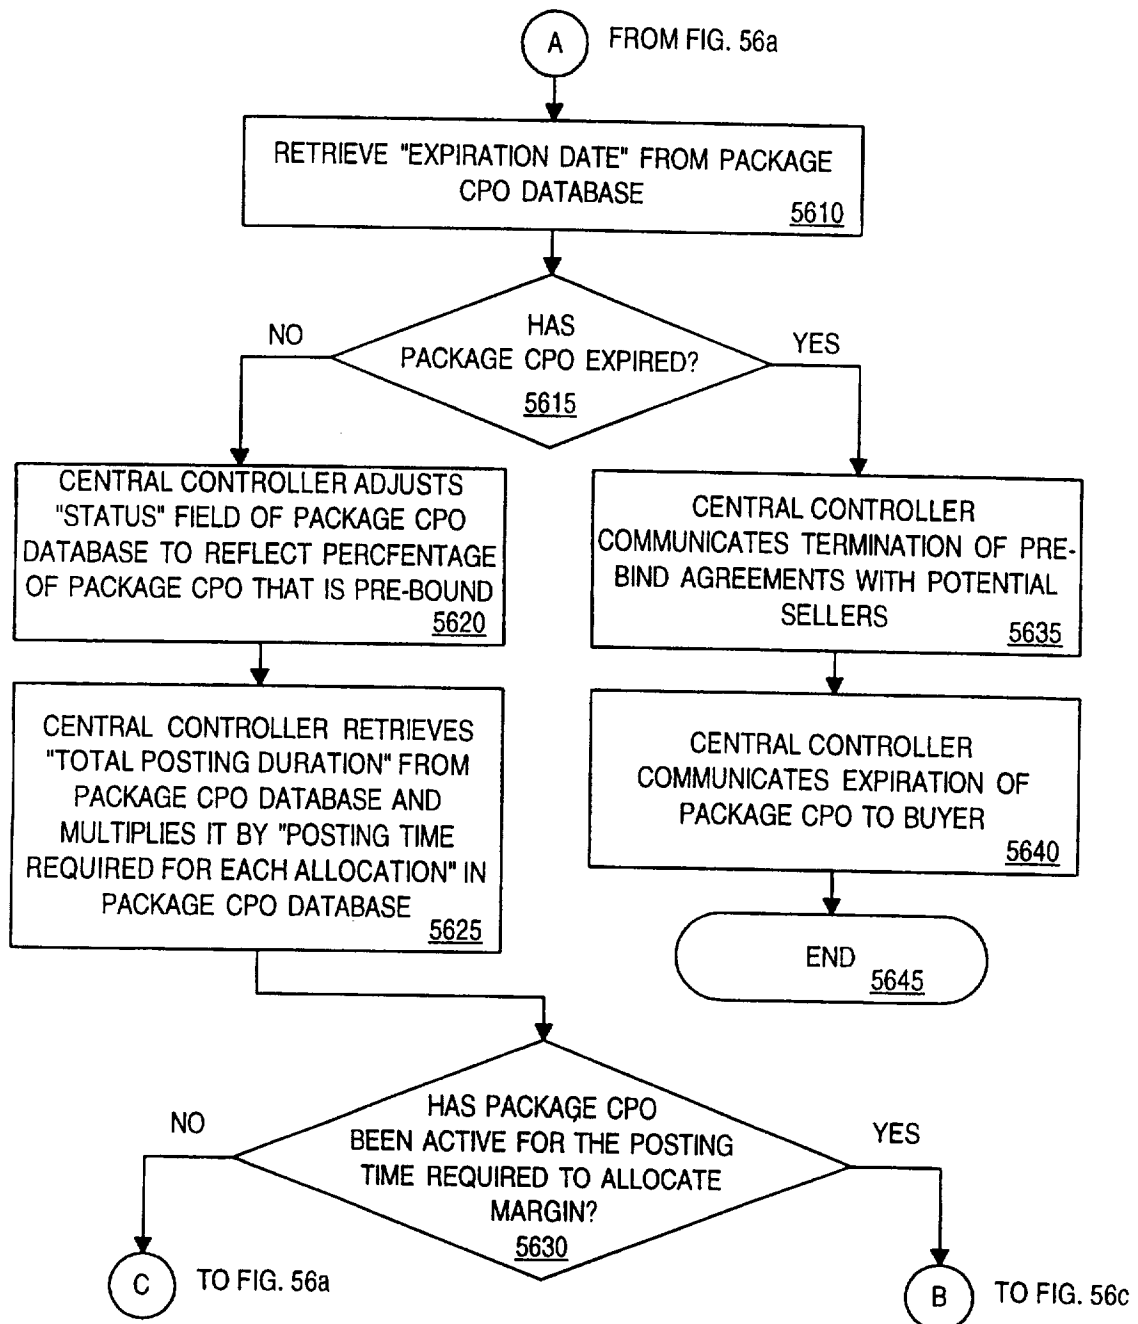 A
FROM FIG. 56a
RETRIEVE "EXPIRATION DATE" FROM PACKAGE
CPO DATABASE
5610
HAS
PACKAGE CPO EXPIRED?
5615
NO
YES
CENTRAL CONTROLLER ADJUSTS
"STATUS" FIELD OF PACKAGE CPO
DATABASE TO REFLECT PERCFENTAGE
OF PACKAGE CPO THAT IS PRE-BOUND
5620
CENTRAL CONTROLLER
COMMUNICATES TERMINATION OF PRE-
BIND AGREEMENTS WITH POTENTIAL
SELLERS
5635
CENTRAL CONTROLLER RETRIEVES
"TOTAL POSTING DURATION" FROM
PACKAGE CPO DATABASE AND
MULTIPLIES IT BY "POSTING TIME
REQUIRED FOR EACH ALLOCATION" IN
PACKAGE CPO DATABASE
5625
CENTRAL CONTROLLER
COMMUNICATES EXPIRATION OF
PACKAGE CPO TO BUYER
5640
END
5645
HAS PACKAGE CPO
BEEN ACTIVE FOR THE POSTING
TIME REQUIRED TO ALLOCATE
MARGIN?
5630
NO
YES
C
TO FIG. 56a
B
TO FIG. 56c